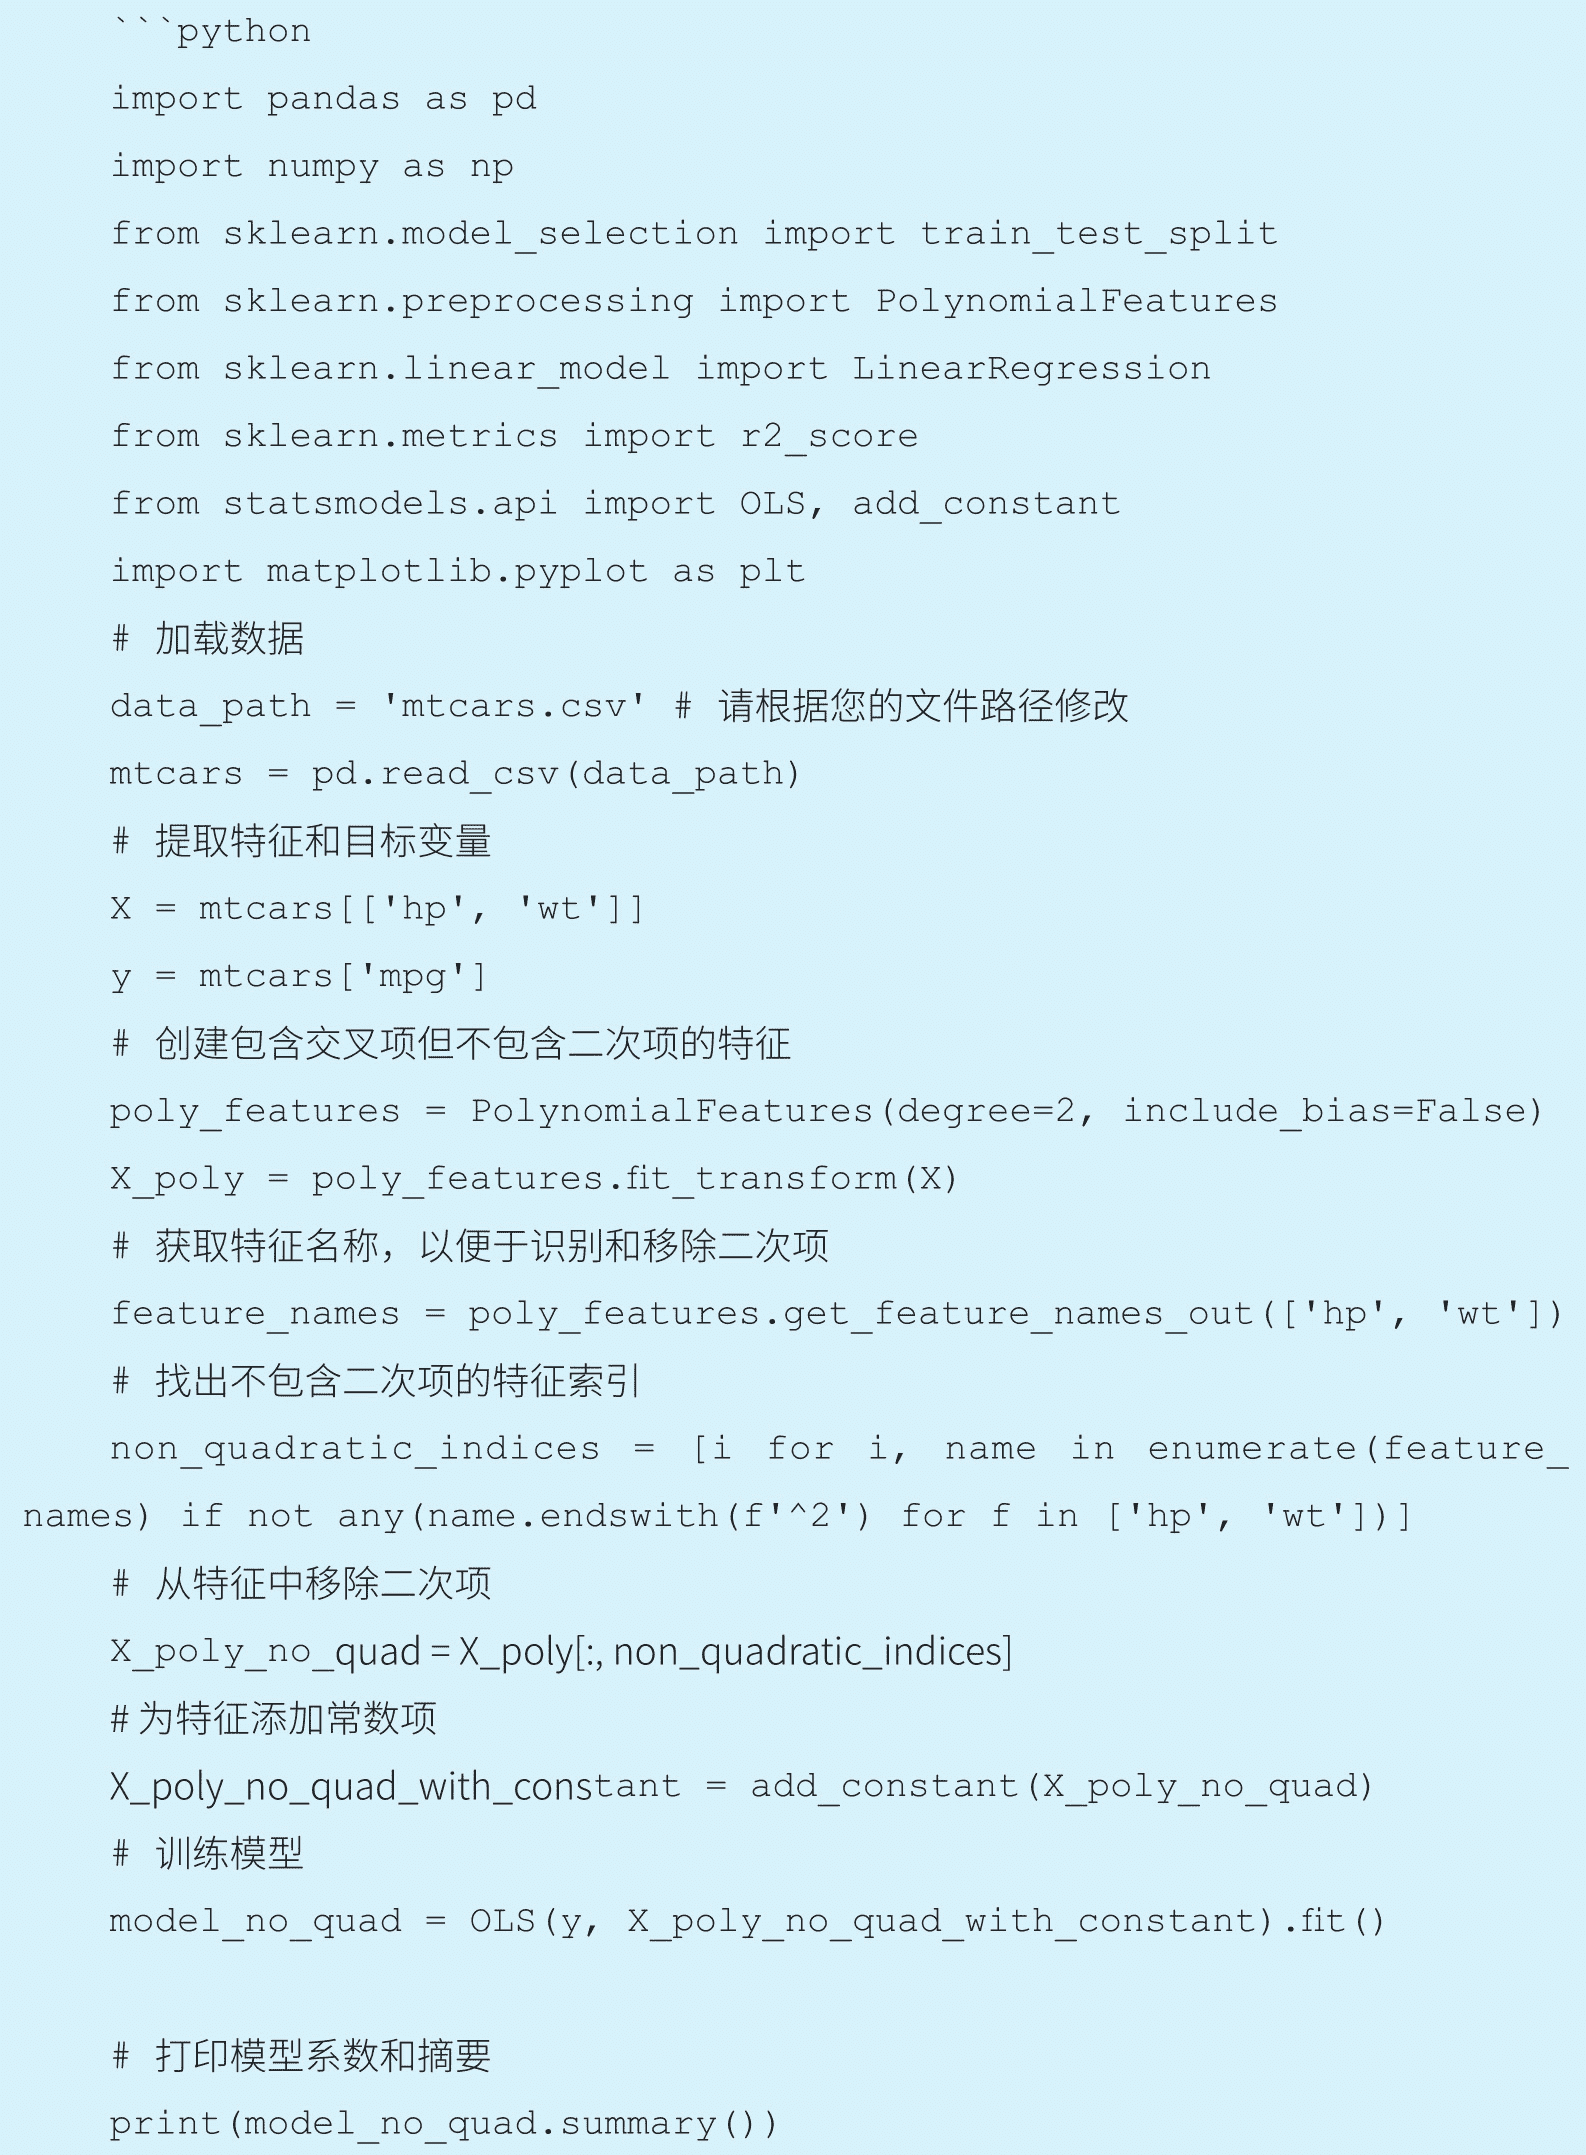 ```python
import pandas as pd
import numpy as np
from sklearn.model_selection import train_test_split
from sklearn.preprocessing import PolynomialFeatures
from sklearn.linear_model import LinearRegression
from sklearn.metrics import r2_score
from statsmodels.api import OLS, add_constant
import matplotlib.pyplot as plt
# 加载数据
data_path = 'mtcars.csv' # 请根据您的文件路径修改
mtcars = pd.read_csv(data_path)
# 提取特征和目标变量
X = mtcars[['hp', 'wt']]
y = mtcars['mpg']
# 创建包含交叉项但不包含二次项的特征
poly_features = PolynomialFeatures(degree=2, include_bias=False)
X_poly = poly_features.fit_transform(X)
# 获取特征名称，以便于识别和移除二次项
feature_names = poly_features.get_feature_names_out(['hp', 'wt'])
# 找出不包含二次项的特征索引
non_quadratic_indices = [i for i, name in enumerate(feature_
names) if not any(name.endswith(f'^2') for f in ['hp', 'wt'])]
# 从特征中移除二次项
X_poly_no_quad = X_poly[:, non_quadratic_indices]
# 为特征添加常数项
X_poly_no_quad_with_constant = add_constant(X_poly_no_quad)
# 训练模型
model_no_quad = OLS(y, X_poly_no_quad_with_constant).fit()
# 打印模型系数和摘要
print(model_no_quad.summary())